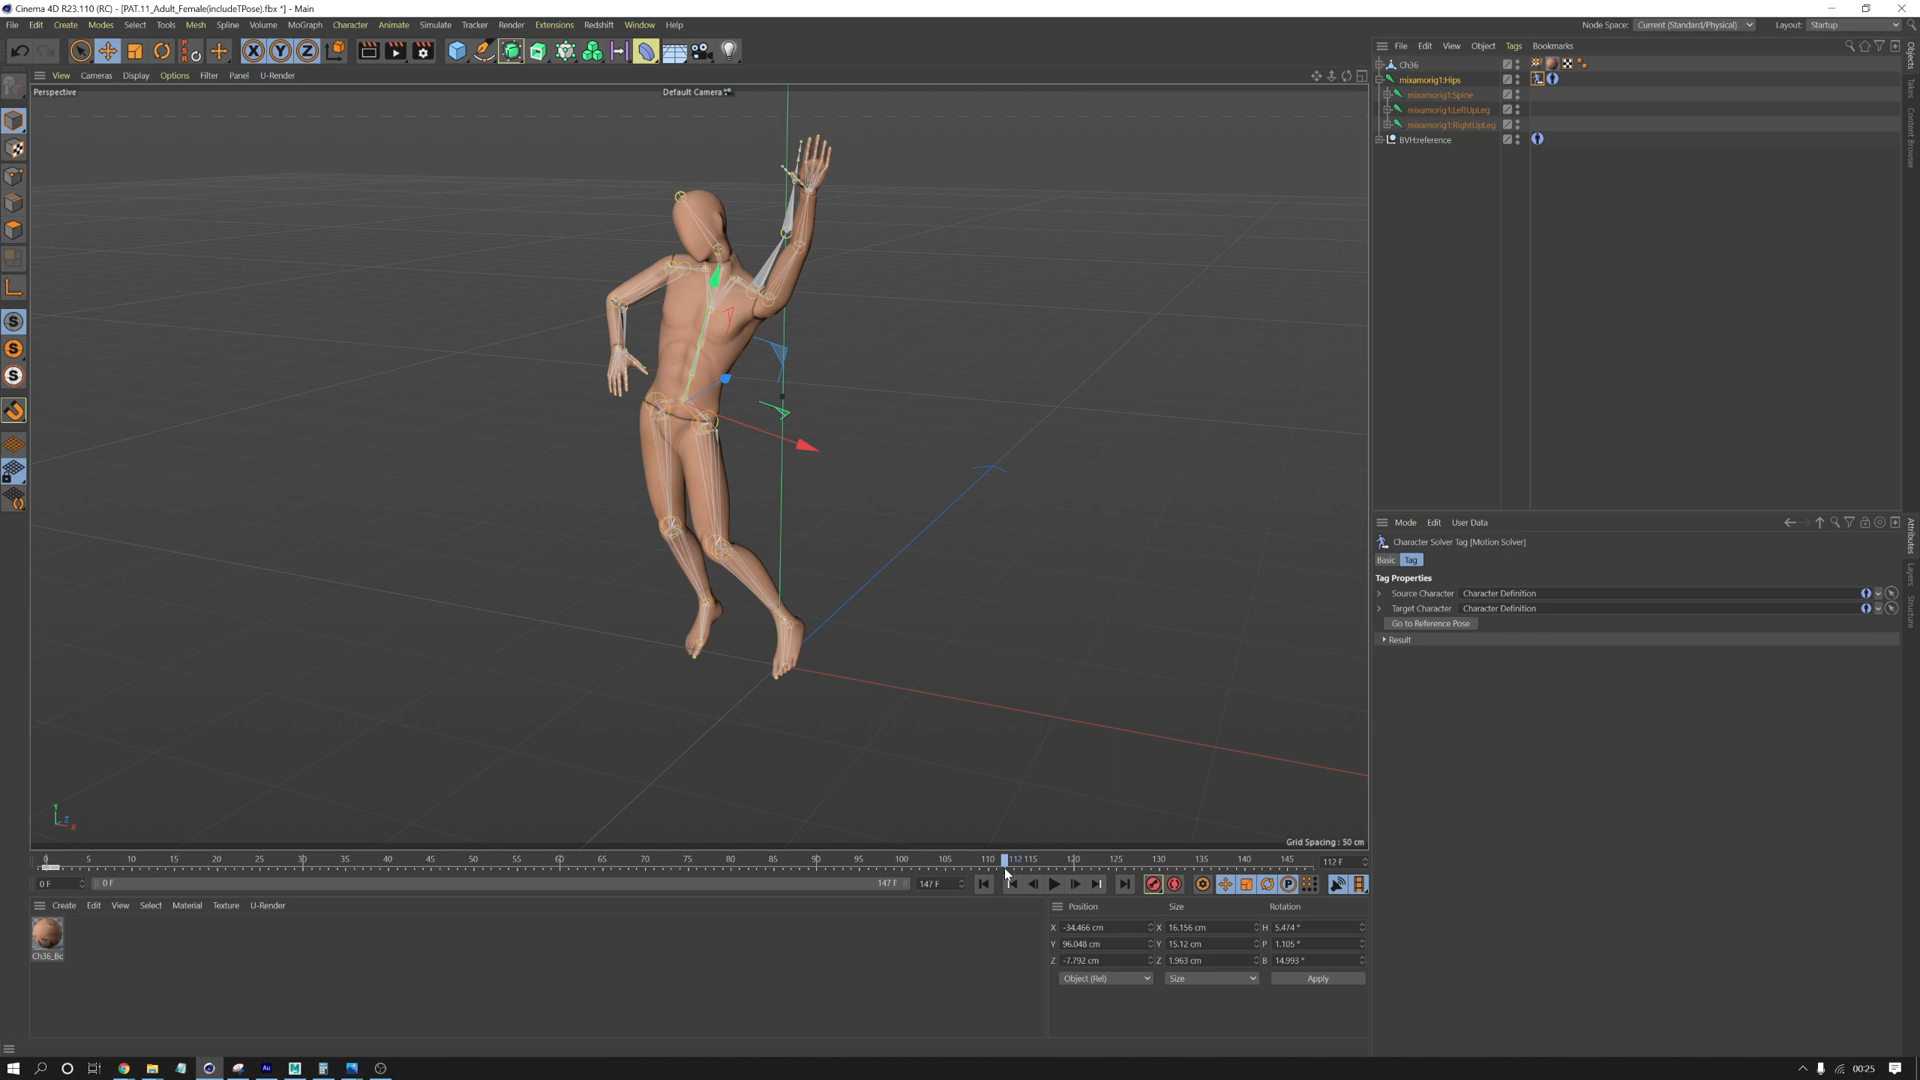 Cinema 4D R23.110 (RC) - [PAT.11_Adult_Female(includeTPose).fbx *] - Main
File Edit Create Modes Select Tools Mesh Spline Volume MoGraph Character Animate Simulate Tracker Render Extensions Redshift Window Help
Node Space: Current (Standard/Physical) Layout: Startup
View Cameras Display Options Filter Panel U-Render
Perspective
Default Camera
File Edit View Object Tags Bookmarks
Ch36
mixamorig1:Hips
mixamorig1:Spine
mixamorig1:LeftUpLeg
mixamorig1:RightUpLeg
BVH:reference
Objects
Takes
Content Browser
Mode Edit User Data
Character Solver Tag [Motion Solver]
Basic Tag
Tag Properties
Source Character Character Definition
Target Character Character Definition
Go to Reference Pose
Result
Attributes
Layers
Structure
Y
Z
X
Grid Spacing : 50 cm
0 5 10 15 20 25 30 35 40 45 50 55 60 65 70 75 80 85 90 95 100 105 110 112 115 120 125 130 135 140 145 112 F
0 F 0 F 147 F 147 F
Create Edit View Select Material Texture U-Render
Ch36_Bc
Position Size Rotation
X -34.466 cm X 16.156 cm H 5.474 °
Y 96.048 cm Y 15.12 cm P 1.105 °
Z -7.792 cm Z 1.963 cm B 14.993 °
Object (Rel) Size Apply
00:25